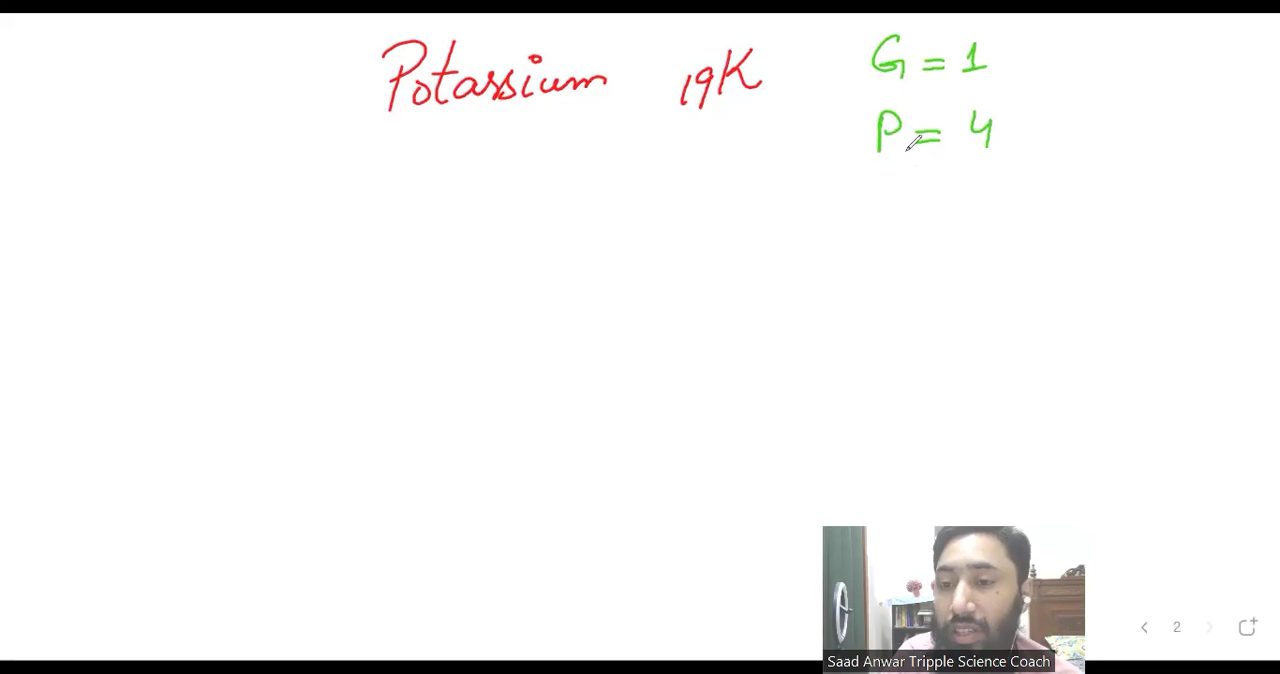 Potassium 19K G = 1
P = 4
Saad Anwar Tripple Science Coach
2